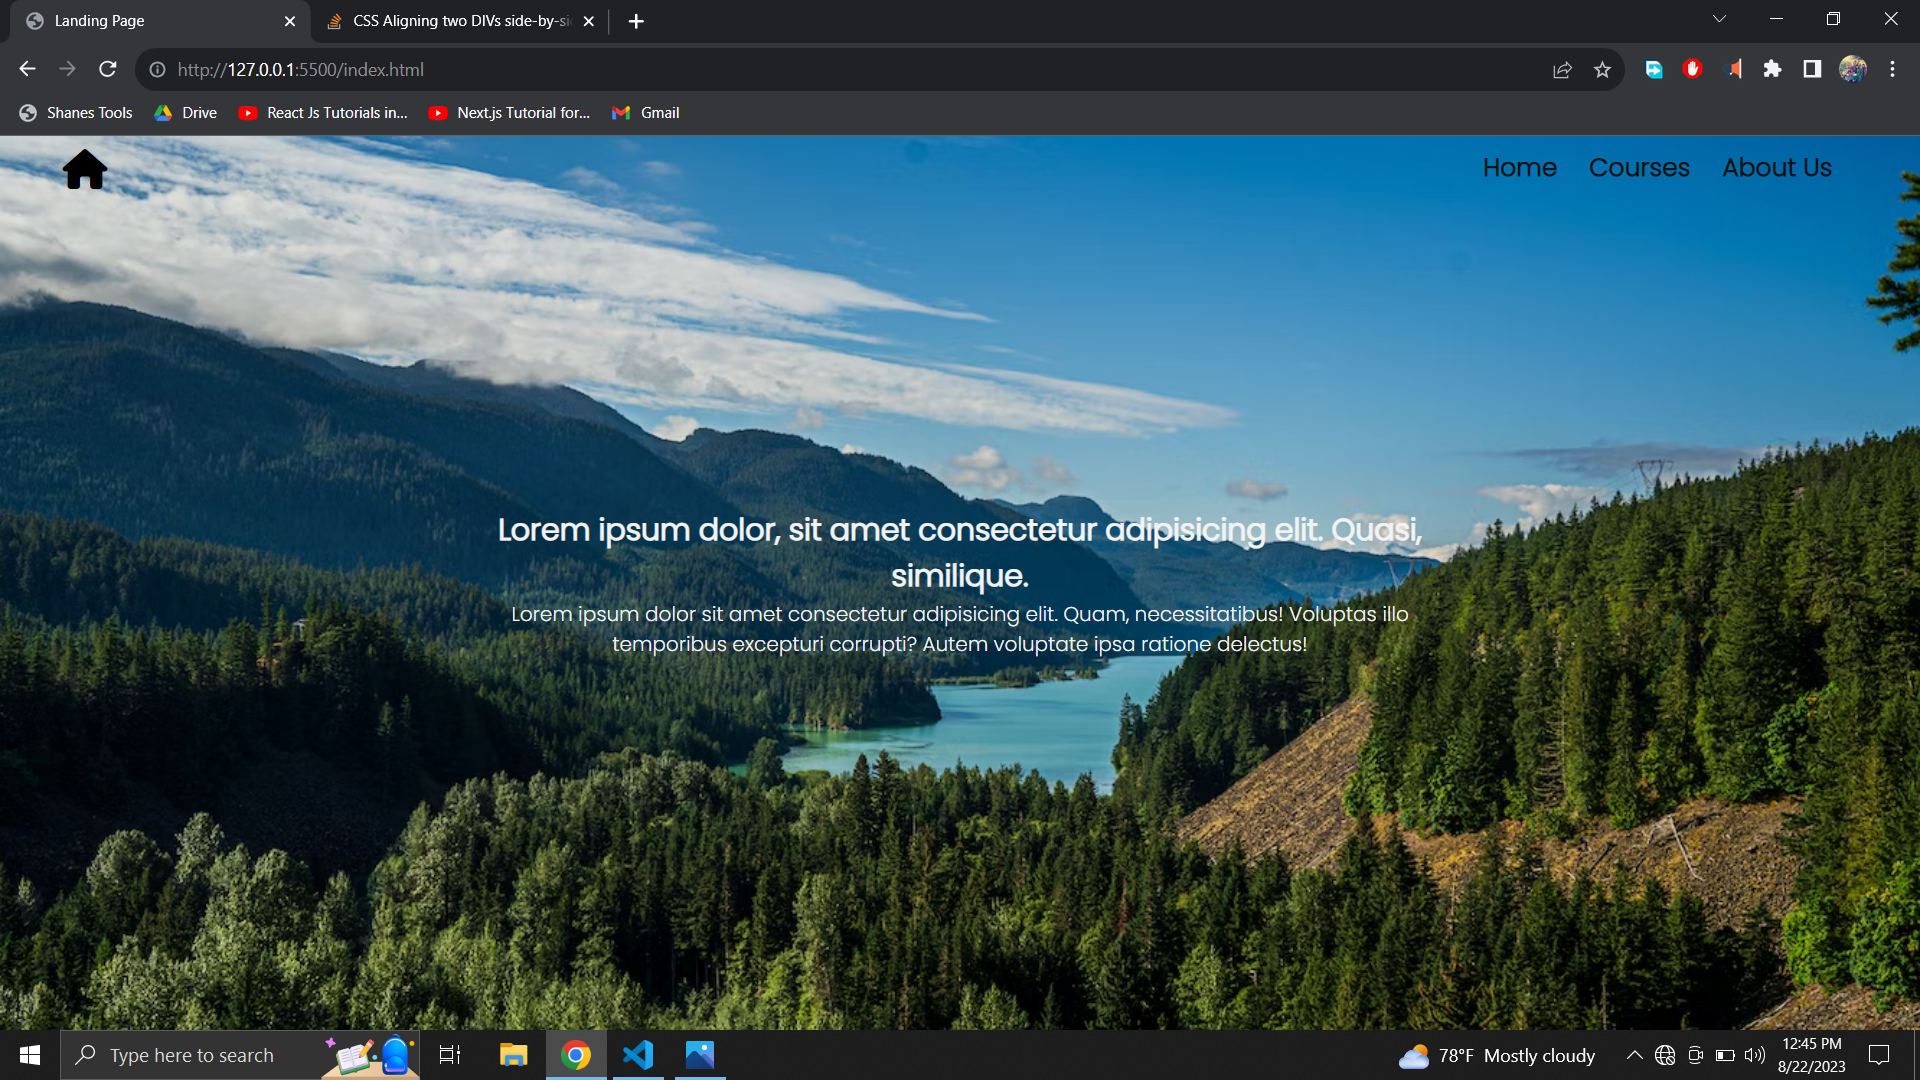 Landing Page
CSS Aligning two DIVs side-by-si
http://127.0.0.1:5500/index.html
Shanes Tools
Drive
React Js Tutorials in...
Next.js Tutorial for...
Gmail
Home
Courses
About Us
Lorem ipsum dolor, sit amet consectetur adipisicing elit. Quasi,
similique.
Lorem ipsum dolor sit amet consectetur adipisicing elit. Quam, necessitatibus! Voluptas illo
temporibus excepturi corrupti? Autem voluptate ipsa ratione delectus!
Type here to search
78°F Mostly cloudy
12:45 PM
8/22/2023